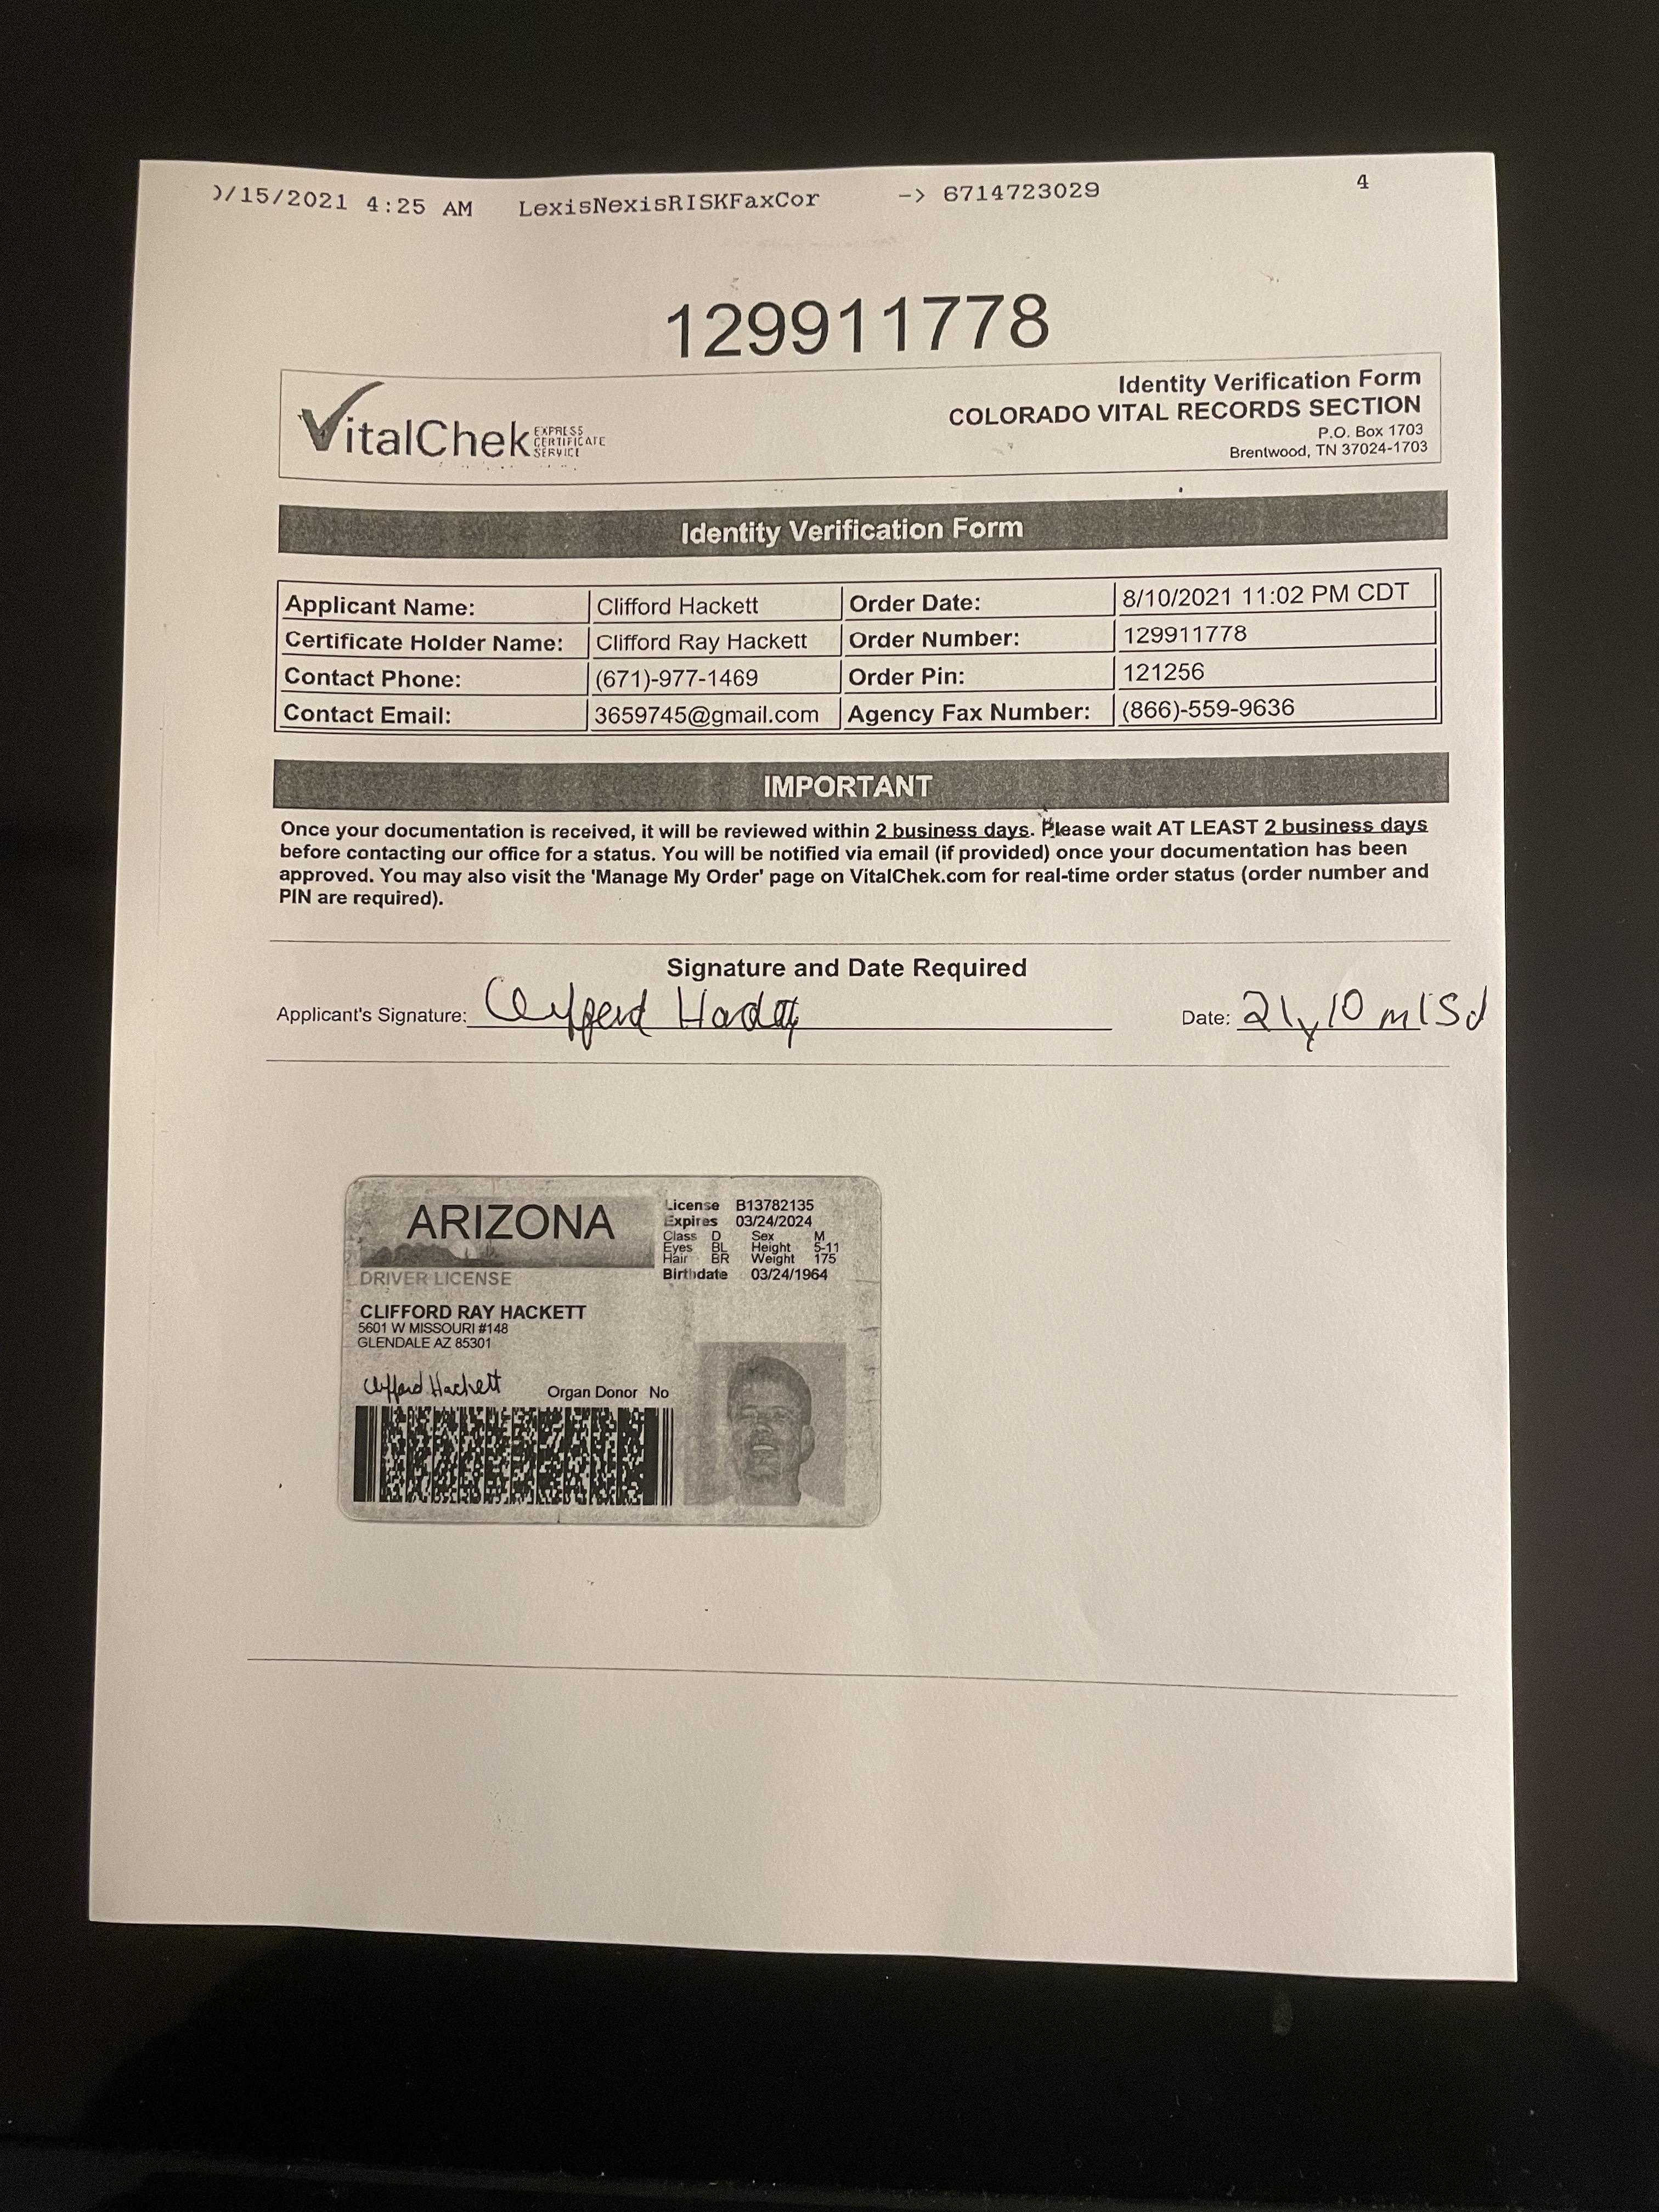 )/15/2021 4:25 AM LexisNexisRISKFaxCor -> 6714723029 4
129911778
VitalChek EXPRESS CERTIFICATE SERVICE
Identity Verification Form
COLORADO VITAL RECORDS SECTION
P.O. Box 1703
Brentwood, TN 37024-1703
Identity Verification Form
Applicant Name: Clifford Hackett Order Date: 8/10/2021 11:02 PM CDT
Certificate Holder Name: Clifford Ray Hackett Order Number: 129911778
Contact Phone: (671)-977-1469 Order Pin: 121256
Contact Email: 3659745@gmail.com Agency Fax Number: (866)-559-9636
IMPORTANT
Once your documentation is received, it will be reviewed within 2 business days. Please wait AT LEAST 2 business days
before contacting our office for a status. You will be notified via email (if provided) once your documentation has been
approved. You may also visit the 'Manage My Order' page on VitalChek.com for real-time order status (order number and
PIN are required).
Signature and Date Required
Applicant's Signature: Date: 21y10m15d
ARIZONA
DRIVER LICENSE
License B13782135
Expires 03/24/2024
Class D Sex M
Eyes BL Height 5-11
Hair BR Weight 175
Birthdate 03/24/1964
CLIFFORD RAY HACKETT
5601 W MISSOURI #148
GLENDALE AZ 85301
Clifford Hackett
Organ Donor No